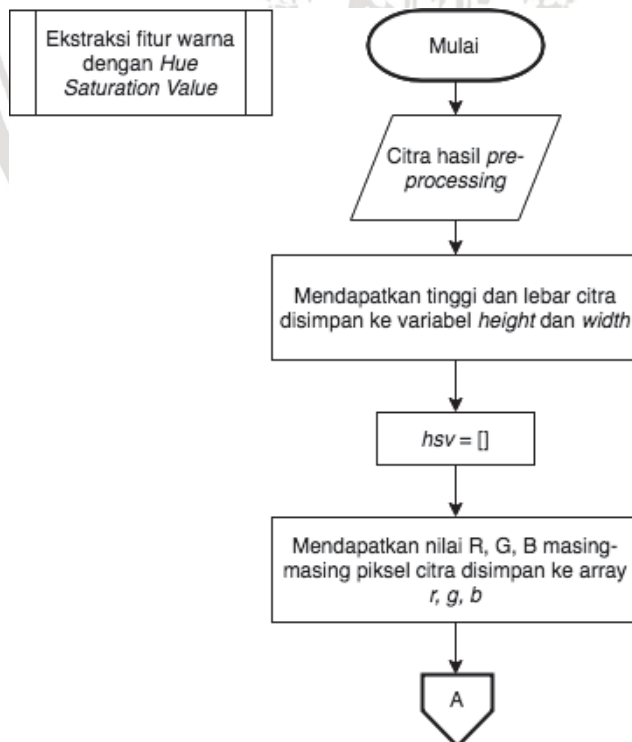 Ekstraksi fitur warna
dengan Hue
Saturation Value
Mulai
Citra hasil pre-
processing
Mendapatkan tinggi dan lebar citra
disimpan ke variabel height dan width
hsv = []
Mendapatkan nilai R, G, B masing-
masing piksel citra disimpan ke array
r, g, b
A